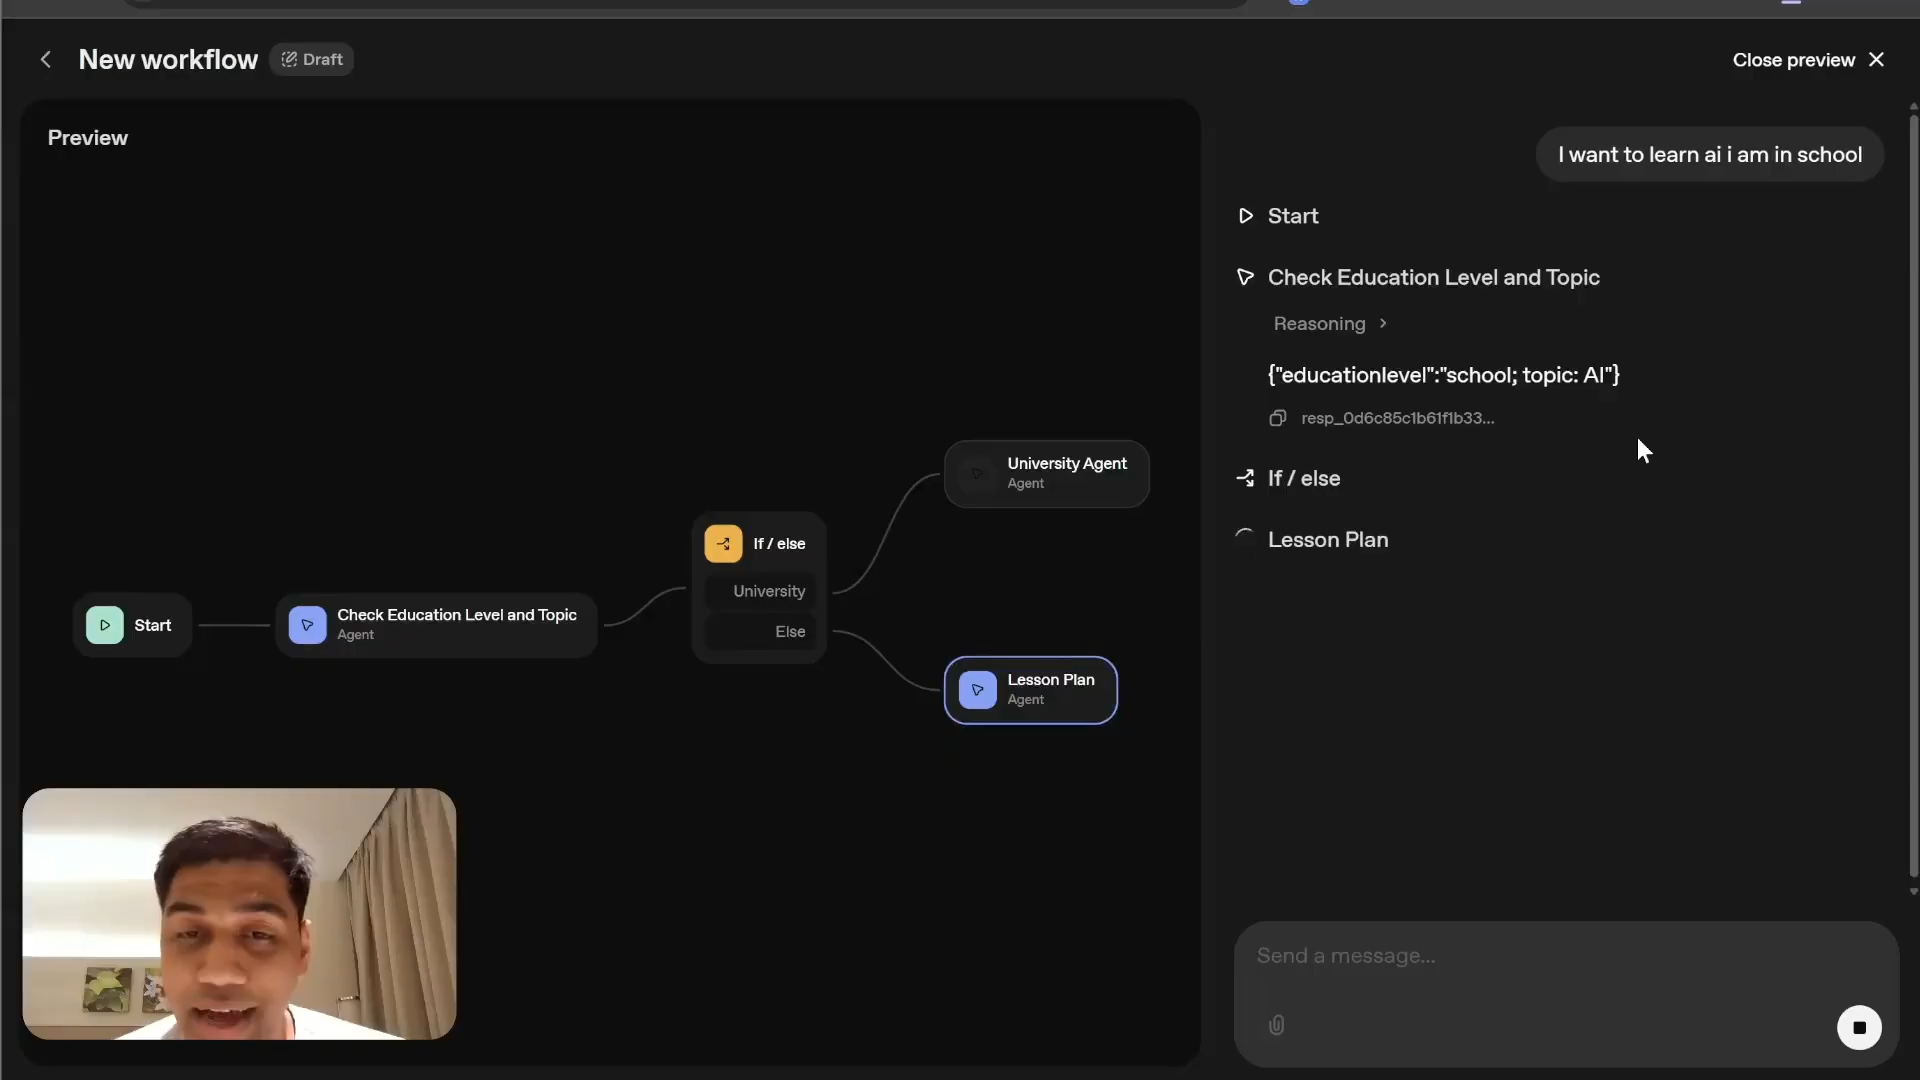 New workflow
Draft
Close preview
Preview
I want to learn ai i am in school
Start
Check Education Level and Topic
Reasoning
{"educationlevel":"school; topic: AI"}
resp_0d6c85c1b61f1b33...
If / else
Lesson Plan
University Agent
Agent
If / else
University
Else
Start
Check Education Level and Topic
Agent
Lesson Plan
Agent
Send a message...